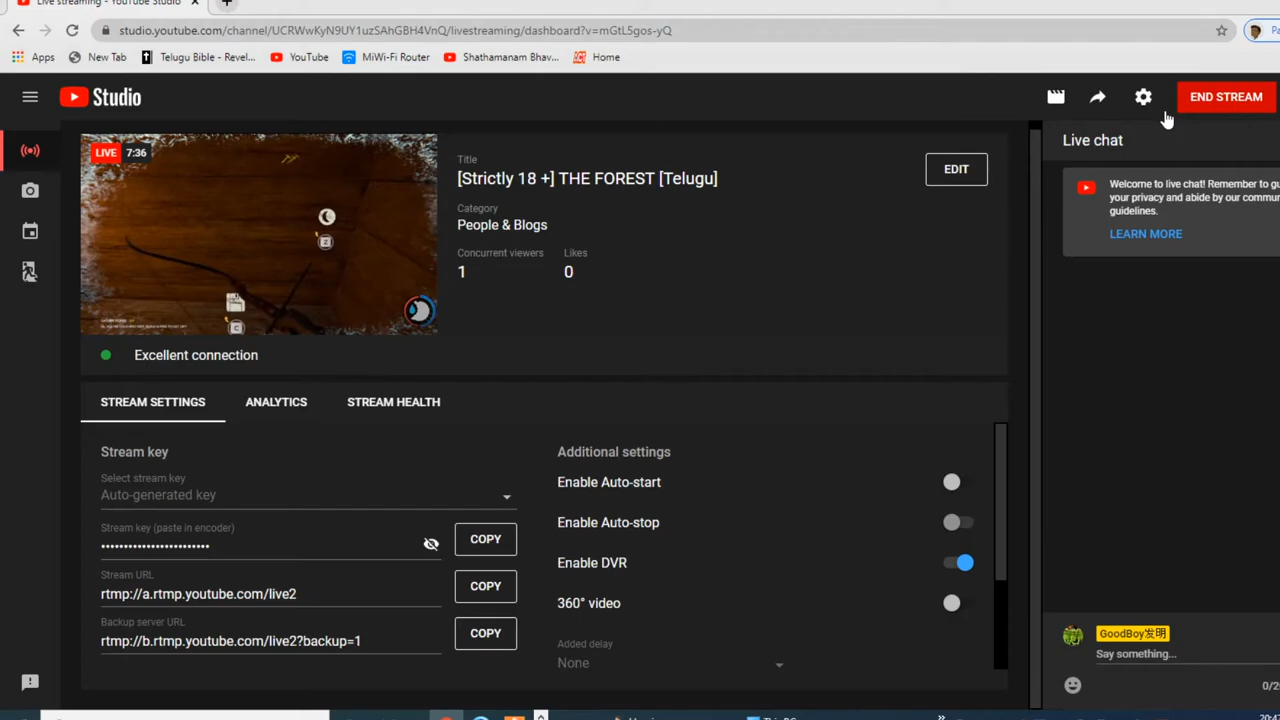 Live streaming - YouTube Studio
studio.youtube.com/channel/UCRWwKyN9UY1uzSAhGBH4VnQ/livestreaming/dashboard?v=mGtL5gos-yQ
Apps New Tab Telugu Bible - Revel... YouTube MiWi-Fi Router Shathamanam Bhav... Home
Studio
END STREAM
LIVE 7:36
Title
[Strictly 18 +] THE FOREST [Telugu]
EDIT
Category
People & Blogs
Concurrent viewers Likes
1 0
Z
C
Excellent connection
Live chat
Welcome to live chat! Remember to gu
your privacy and abide by our commu
guidelines.
LEARN MORE
STREAM SETTINGS ANALYTICS STREAM HEALTH
Stream key
Select stream key
Auto-generated key
Stream key (paste in encoder)
COPY
Stream URL
rtmp://a.rtmp.youtube.com/live2
COPY
Backup server URL
rtmp://b.rtmp.youtube.com/live2?backup=1
COPY
Additional settings
Enable Auto-start
Enable Auto-stop
Enable DVR
360° video
Added delay
None
GoodBoy发明
Say something...
0/2